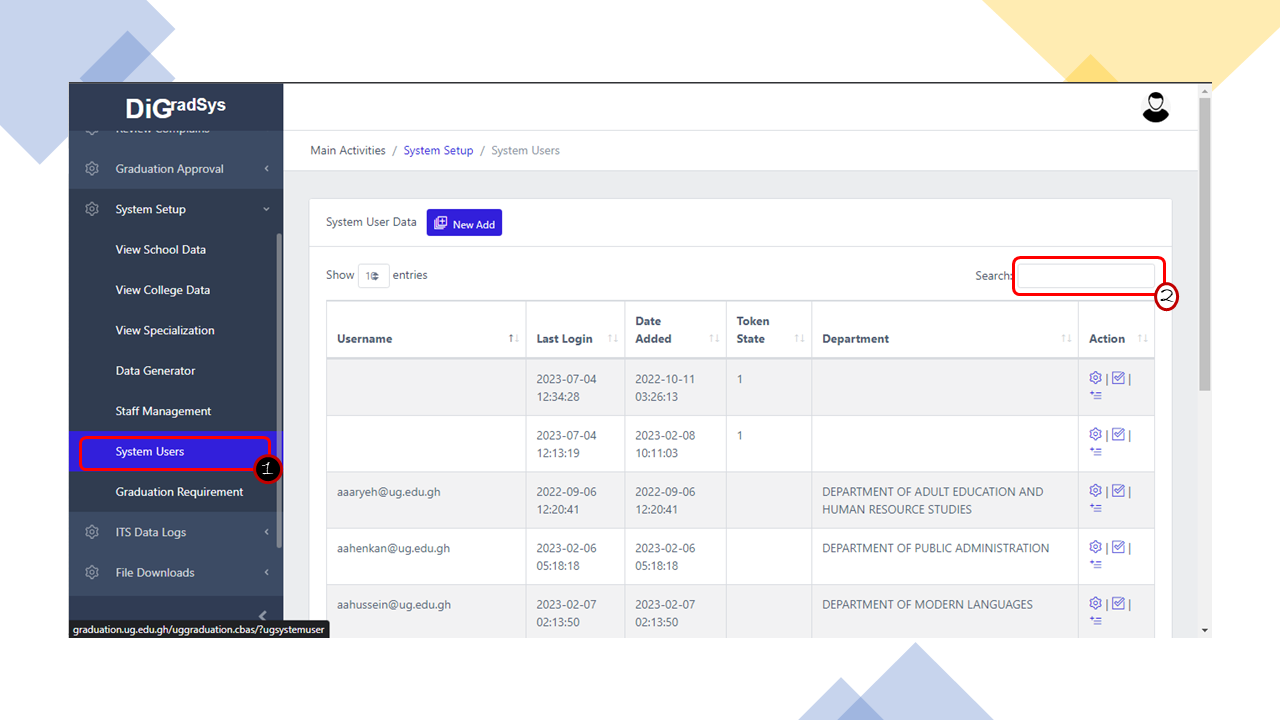 DiGradSys
Review Complains
Graduation Approval
System Setup
View School Data
View College Data
View Specialization
Data Generator
Staff Management
System Users
1
Graduation Requirement
ITS Data Logs
File Downloads
graduation.ug.edu.gh/uggraduation.cbas/?ugsystemuser
Main Activities / System Setup / System Users
System User Data New Add
Show entries Search:
2
Username Last Login Date Added Token State Department Action
2023-07-04 2022-10-11 1 | |
12:34:28 03:26:13
2023-07-04 2023-02-08 1 | |
12:13:19 10:11:03
aaaryeh@ug.edu.gh 2022-09-06 2022-09-06 DEPARTMENT OF ADULT EDUCATION AND | |
12:20:41 12:20:41 HUMAN RESOURCE STUDIES
aahenkan@ug.edu.gh 2023-02-06 2023-02-06 DEPARTMENT OF PUBLIC ADMINISTRATION | |
05:18:18 05:18:18
aahussein@ug.edu.gh 2023-02-07 2023-02-07 DEPARTMENT OF MODERN LANGUAGES | |
02:13:50 02:13:50